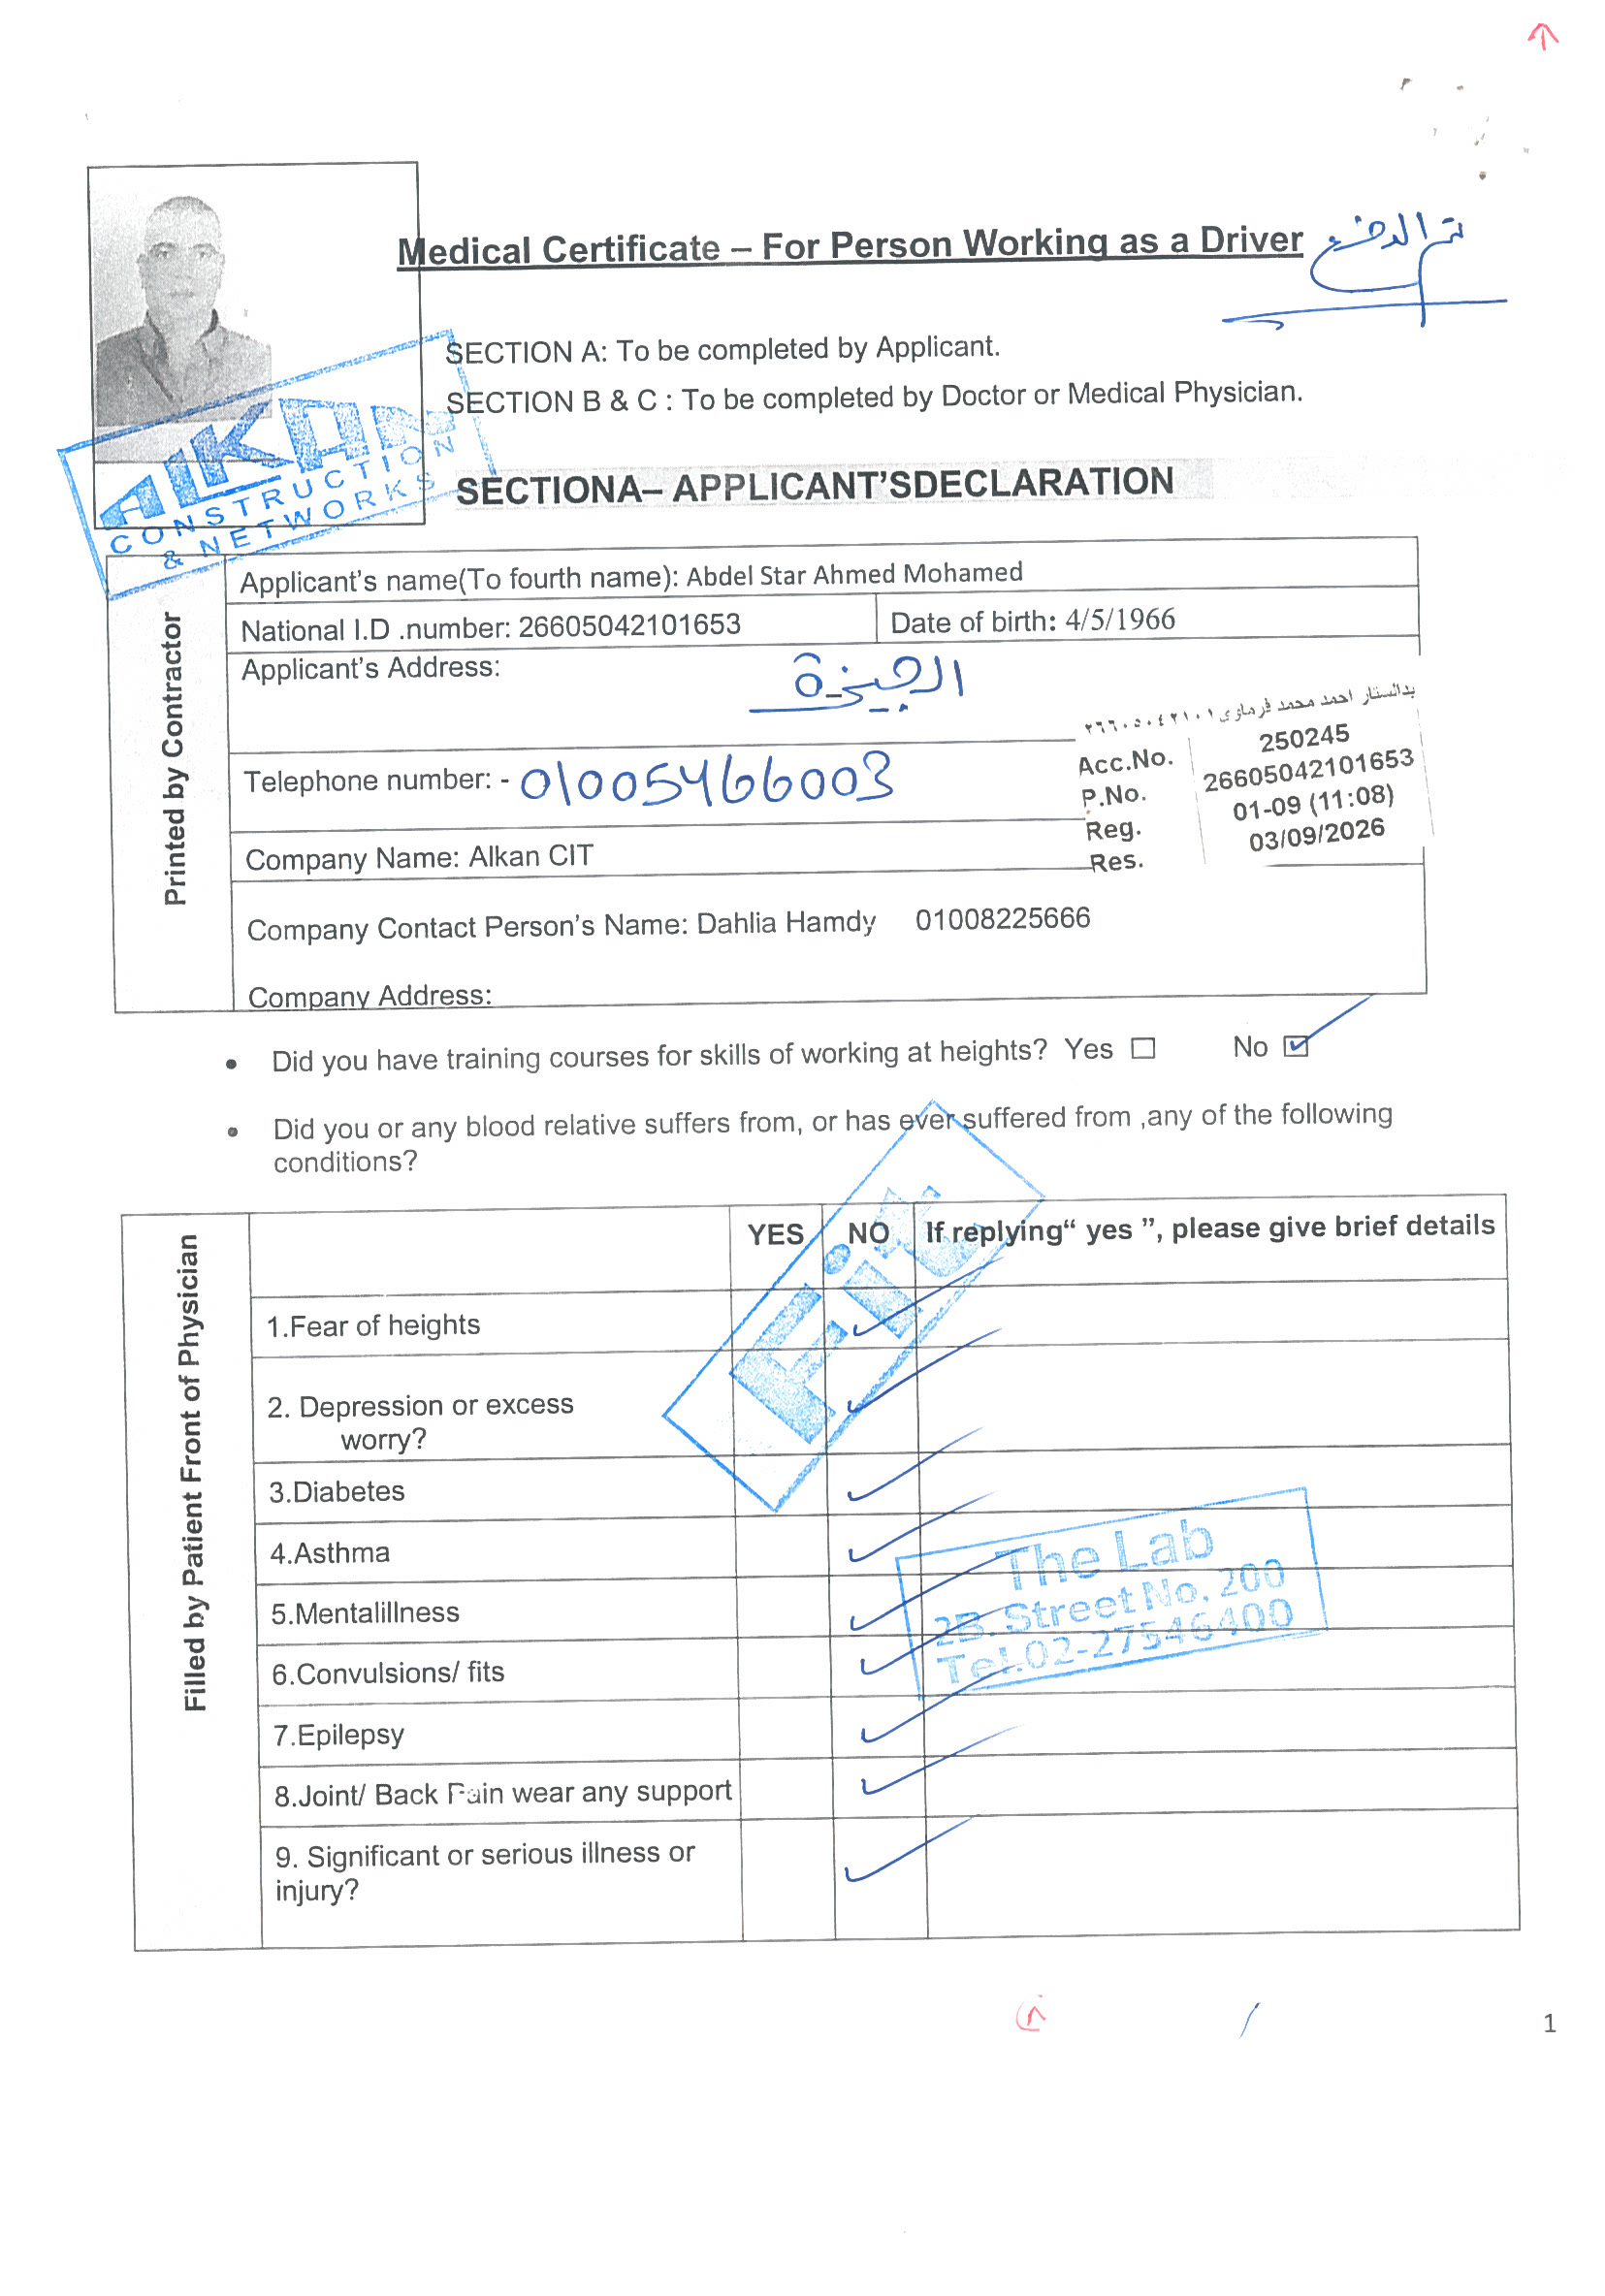 تم الدفع
Medical Certificate – For Person Working as a Driver
SECTION A: To be completed by Applicant.
SECTION B & C : To be completed by Doctor or Medical Physician.
ALKAN
CONSTRUCTION
& NETWORKS
SECTIONA– APPLICANT'SDECLARATION
Printed by Contractor
Applicant's name(To fourth name): Abdel Star Ahmed Mohamed
National I.D .number: 26605042101653 Date of birth: 4/5/1966
Applicant's Address: الجيزة
بدالستار احمد محمد فرماوى ٢٦٦٠٥٠٤٢١٠١
Acc.No. 250245
P.No. 26605042101653
Reg. 01-09 (11:08)
Res. 03/09/2026
Telephone number: - 01005466003
Company Name: Alkan CIT
Company Contact Person's Name: Dahlia Hamdy 01008225666
Company Address:
• Did you have training courses for skills of working at heights? Yes ☐ No ☑
• Did you or any blood relative suffers from, or has ever suffered from ,any of the following
conditions?
Filled by Patient Front of Physician
YES NO If replying“ yes ”, please give brief details
Fit
1.Fear of heights ✓
2. Depression or excess
worry? ✓
3.Diabetes ✓
4.Asthma ✓
5.Mentalillness ✓
6.Convulsions/ fits ✓
7.Epilepsy ✓
8.Joint/ Back Pain wear any support ✓
9. Significant or serious illness or
injury? ✓
The Lab
2B. Street No. 200
Tel.02-27546400
1